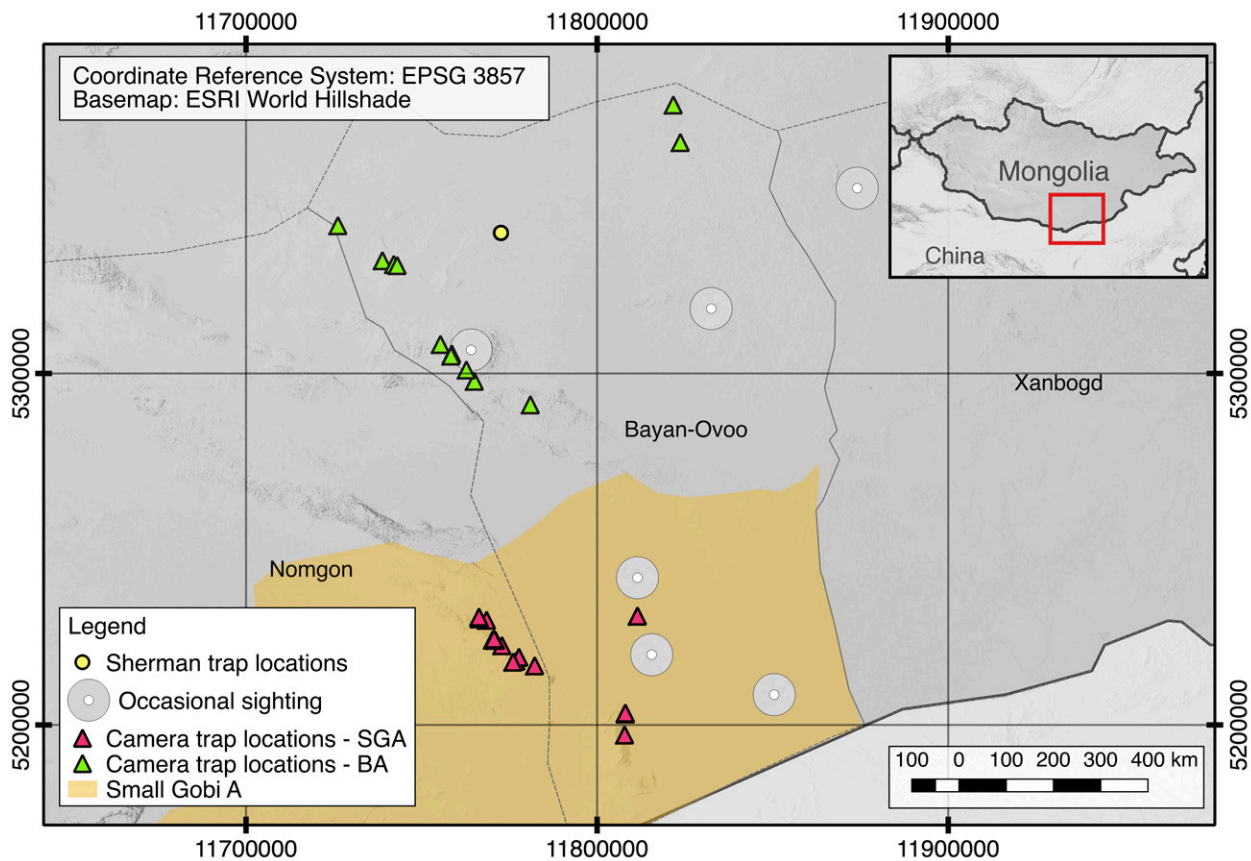 11700000 11800000 11900000
Coordinate Reference System: EPSG 3857
Basemap: ESRI World Hillshade
Mongolia
China
5300000 5300000
Xanbogd
Bayan-Ovoo
Nomgon
Legend
Sherman trap locations
Occasional sighting
Camera trap locations - SGA
Camera trap locations - BA
Small Gobi A
5200000 5200000
100 0 100 200 300 400 km
11700000 11800000 11900000